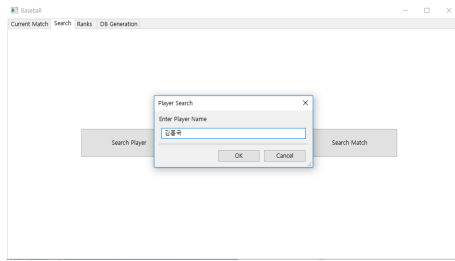 Baseball
Current Match Search Ranks DB Generation
Player Search
Enter Player Name
김종국
Search Player
Search Match
OK Cancel